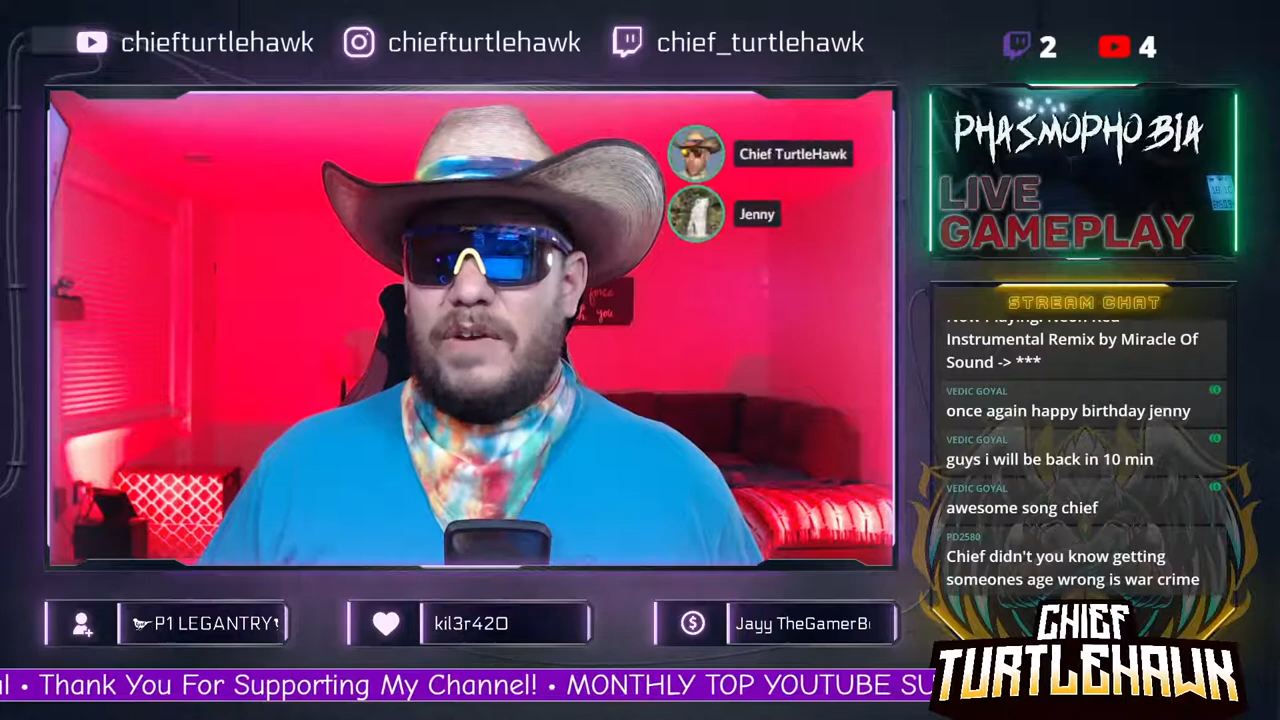 chiefturtlehawk
chiefturtlehawk
chief_turtlehawk
2
4
Chief TurtleHawk
Jenny
once
you
PHASMOPHOBIA
LIVE
GAMEPLAY
STREAM CHAT
Instrumental Remix by Miracle Of
Sound -> ***
VEDIC GOYAL
once again happy birthday jenny
VEDIC GOYAL
guys i will be back in 10 min
VEDIC GOYAL
awesome song chief
PD2580
Chief didn't you know getting
someones age wrong is war crime
P1 LEGANTRY
kil3r420
Jayy TheGamerB
• Thank You For Supporting My Channel! • MONTHLY TOP YOUTUBE SU
CHIEF
TURTLEHAWK